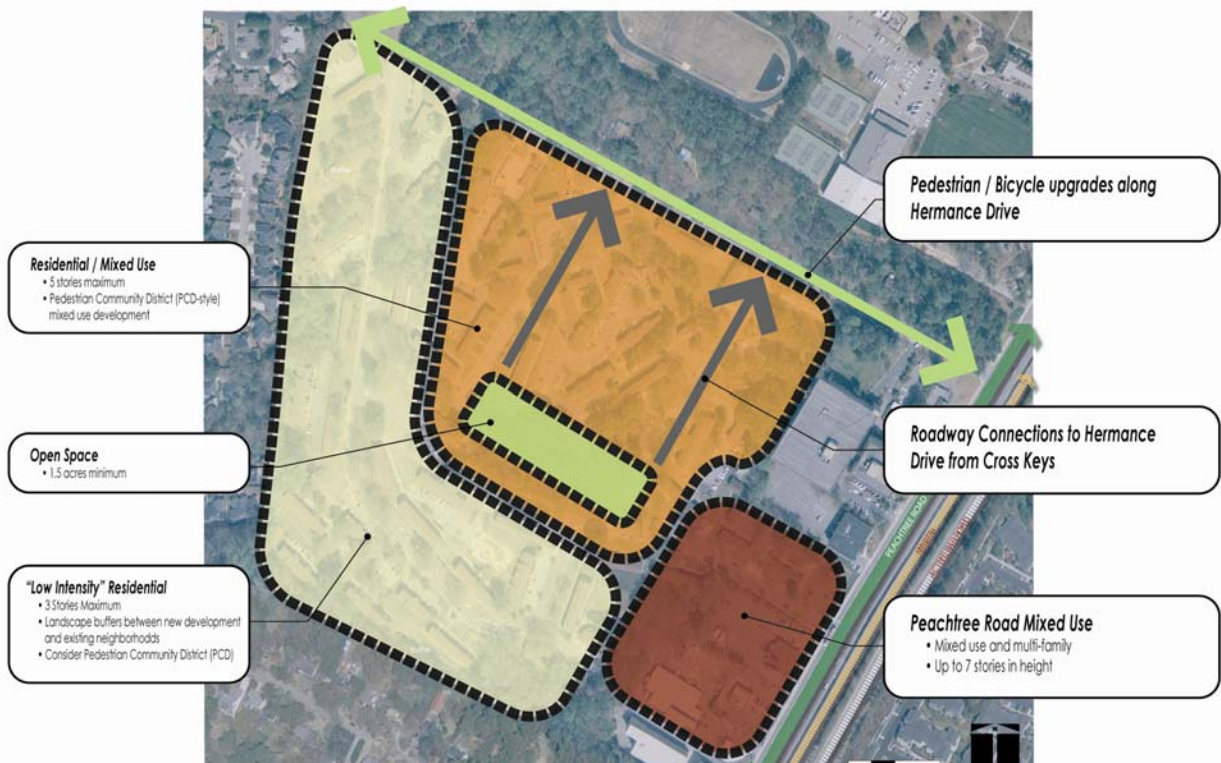 Pedestrian / Bicycle upgrades along
Hermance Drive
Residential / Mixed Use
• 5 stories maximum
• Pedestrian Community District (PCD-style)
mixed use development
Roadway Connections to Hermance
Drive from Cross Keys
Open Space
• 1.5 acres minimum
"Low Intensity" Residential
• 3 Stories Maximum
• Landscape buffers between new development
and existing neighborhodds
• Consider Pedestrian Community District (PCD)
Peachtree Road Mixed Use
• Mixed use and multi-family
• Up to 7 stories in height
PEACHTREE ROAD
Buffer
Buffer